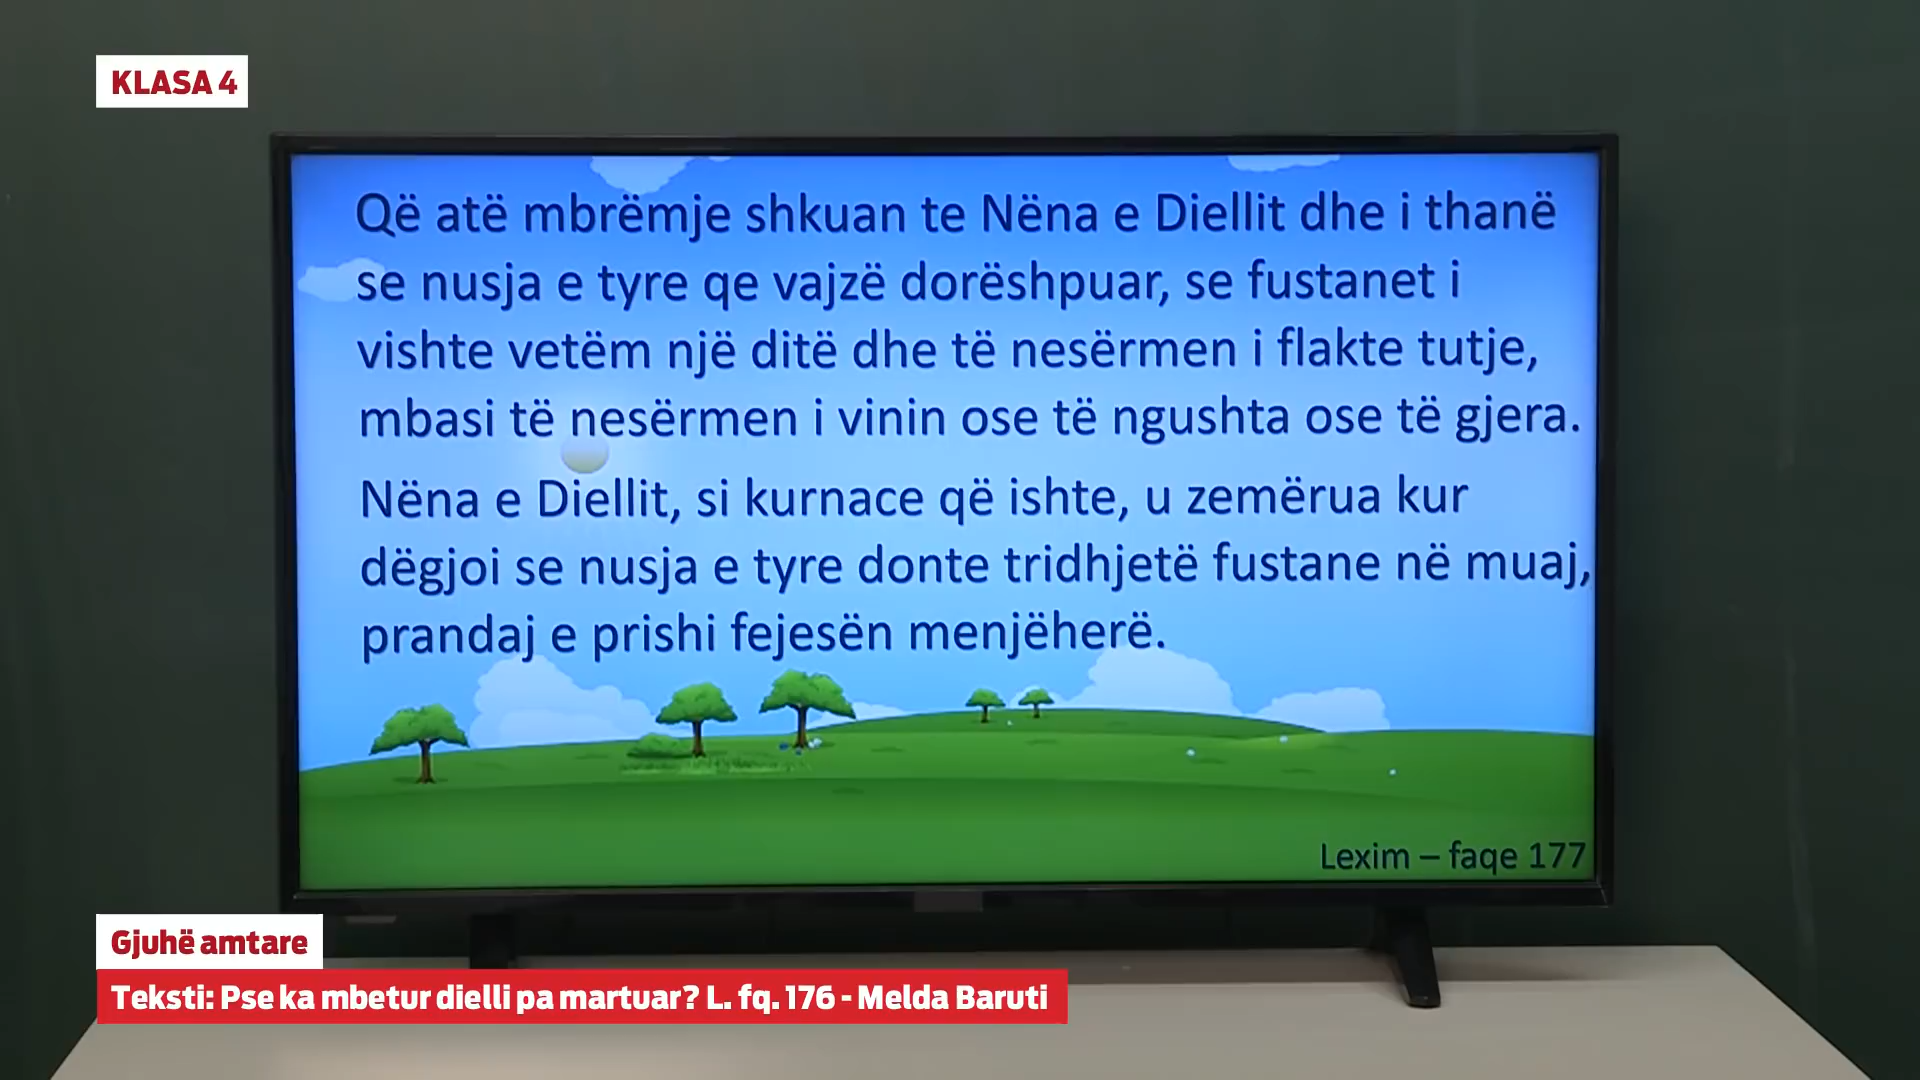 KLASA 4
Që atë mbrëmje shkuan te Nëna e Diellit dhe i thanë
se nusja e tyre qe vajzë dorëshpuar, se fustanet i
vishte vetëm një ditë dhe të nesërmen i flakte tutje,
mbasi të nesërmen i vinin ose të ngushta ose të gjera.
Nëna e Diellit, si kurnace që ishte, u zemërua kur
dëgjoi se nusja e tyre donte tridhjetë fustane në muaj,
prandaj e prishi fejesën menjëherë.
Lexim – faqe 177
Gjuhë amtare
Teksti: Pse ka mbetur dielli pa martuar? L. fq. 176 - Melda Baruti